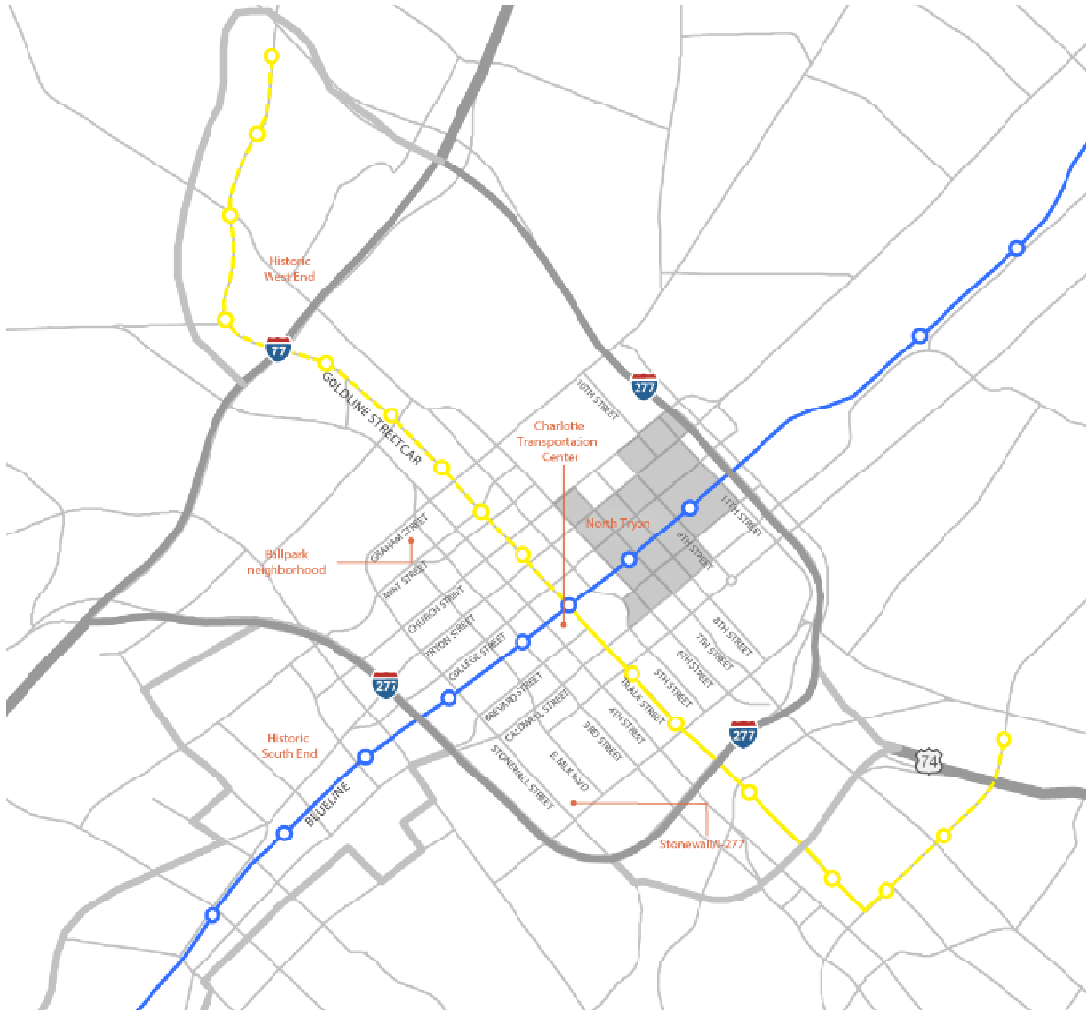 Historic
West End
77
GOLDLINE STREETCAR
277
10TH STREET
Charlotte
Transportation
Center
North Tryon
11TH STREET
9TH STREET
GRAHAM STREET
Ballpark
neighborhood
MINT STREET
CHURCH STREET
TRYON STREET
COLLEGE STREET
BREVARD STREET
CALDWELL STREET
STONEWALL STREET
8TH STREET
7TH STREET
6TH STREET
5TH STREET
TRADE STREET
4TH STREET
3RD STREET
E. MLK BLVD
277
277
74
Historic
South End
BLUELINE
Stonewall/I-277